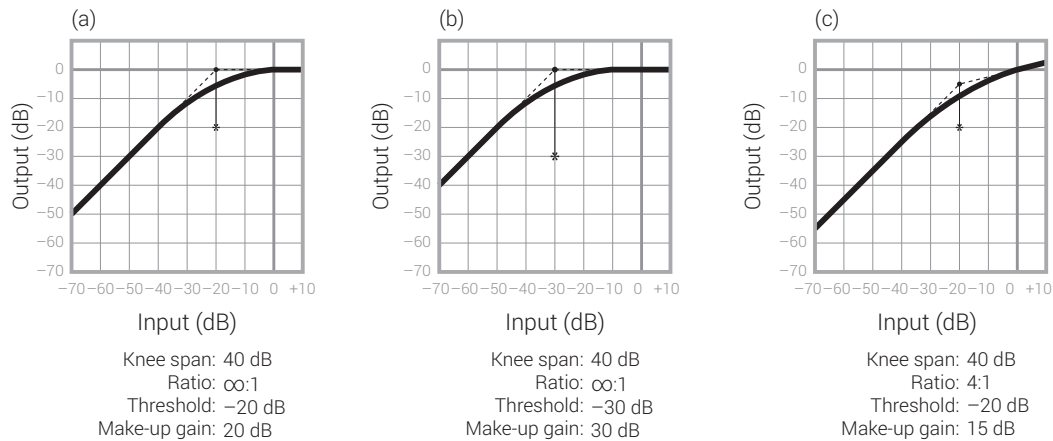 (a)
(b)
(c)
Output (dB)
0
−10
−20
−30
−40
−50
−60
−70
−70 −60 −50 −40 −30 −20 −10 0 +10
Input (dB)
Knee span: 40 dB
Ratio: ∞:1
Threshold: −20 dB
Make-up gain: 20 dB
Output (dB)
0
−10
−20
−30
−40
−50
−60
−70
−70 −60 −50 −40 −30 −20 −10 0 +10
Input (dB)
Knee span: 40 dB
Ratio: ∞:1
Threshold: −30 dB
Make-up gain: 30 dB
Output (dB)
0
−10
−20
−30
−40
−50
−60
−70
−70 −60 −50 −40 −30 −20 −10 0 +10
Input (dB)
Knee span: 40 dB
Ratio: 4:1
Threshold: −20 dB
Make-up gain: 15 dB